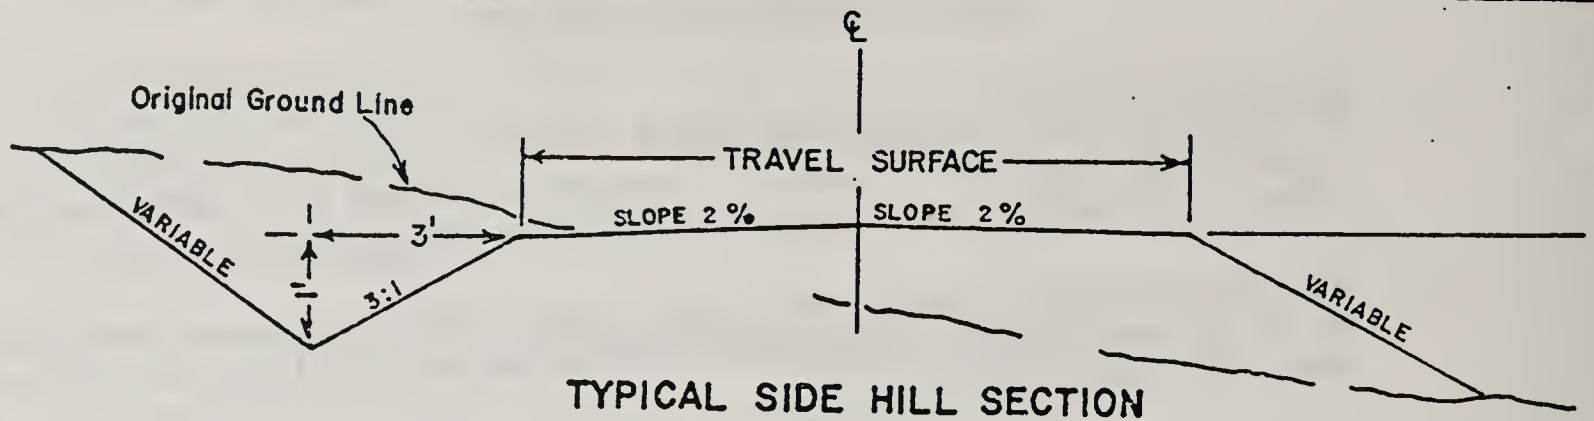 ℄
Original Ground Line
TRAVEL SURFACE
VARIABLE
3'
SLOPE 2%
SLOPE 2%
1'
3:1
VARIABLE
TYPICAL SIDE HILL SECTION